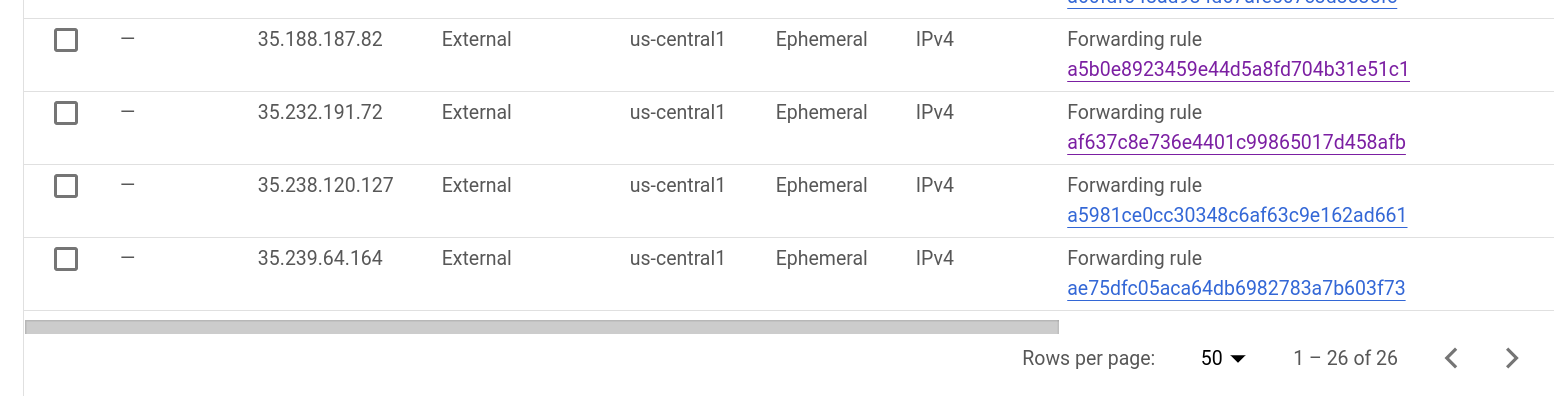 — 35.188.187.82 External us-central1 Ephemeral IPv4 Forwarding rule
a5b0e8923459e44d5a8fd704b31e51c1
— 35.232.191.72 External us-central1 Ephemeral IPv4 Forwarding rule
af637c8e736e4401c99865017d458afb
— 35.238.120.127 External us-central1 Ephemeral IPv4 Forwarding rule
a5981ce0cc30348c6af63c9e162ad661
— 35.239.64.164 External us-central1 Ephemeral IPv4 Forwarding rule
ae75dfc05aca64db6982783a7b603f73
Rows per page: 50 1 – 26 of 26